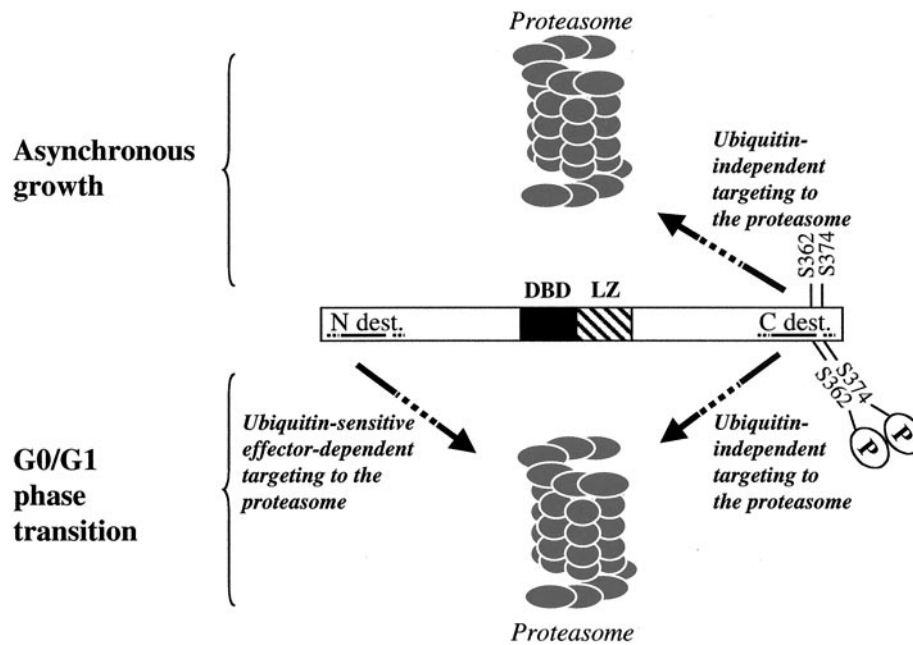 Proteasome
Asynchronous
growth
Ubiquitin-
independent
targeting to
the proteasome
S362
S374
DBD
LZ
N dest.
C dest.
S362
S374
P
P
G0/G1
phase
transition
Ubiquitin-sensitive
effector-dependent
targeting to the
proteasome
Ubiquitin-
independent
targeting to
the proteasome
Proteasome